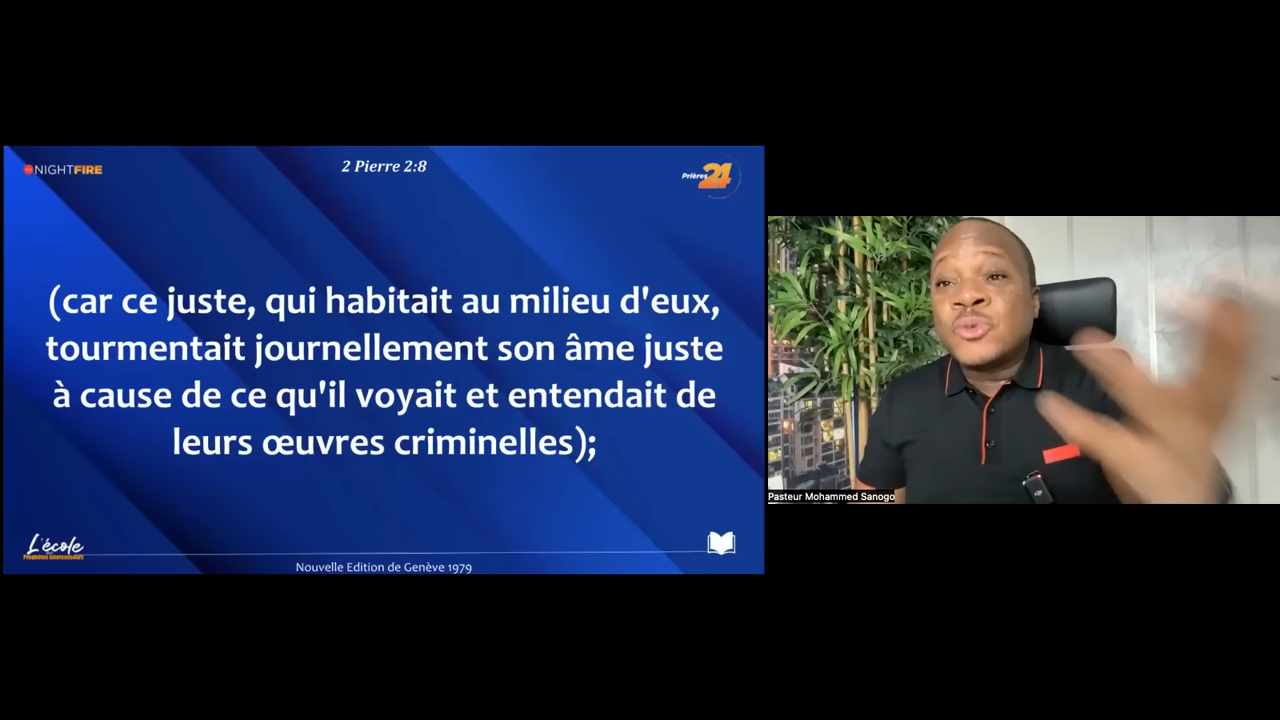 NIGHTFIRE
2 Pierre 2:8
Prières 24
(car ce juste, qui habitait au milieu d'eux,
tourmentait journellement son âme juste
à cause de ce qu'il voyait et entendait de
leurs œuvres criminelles);
L'école
Prophètes Intercesseurs
Nouvelle Edition de Genève 1979
Pasteur Mohammed Sanogo